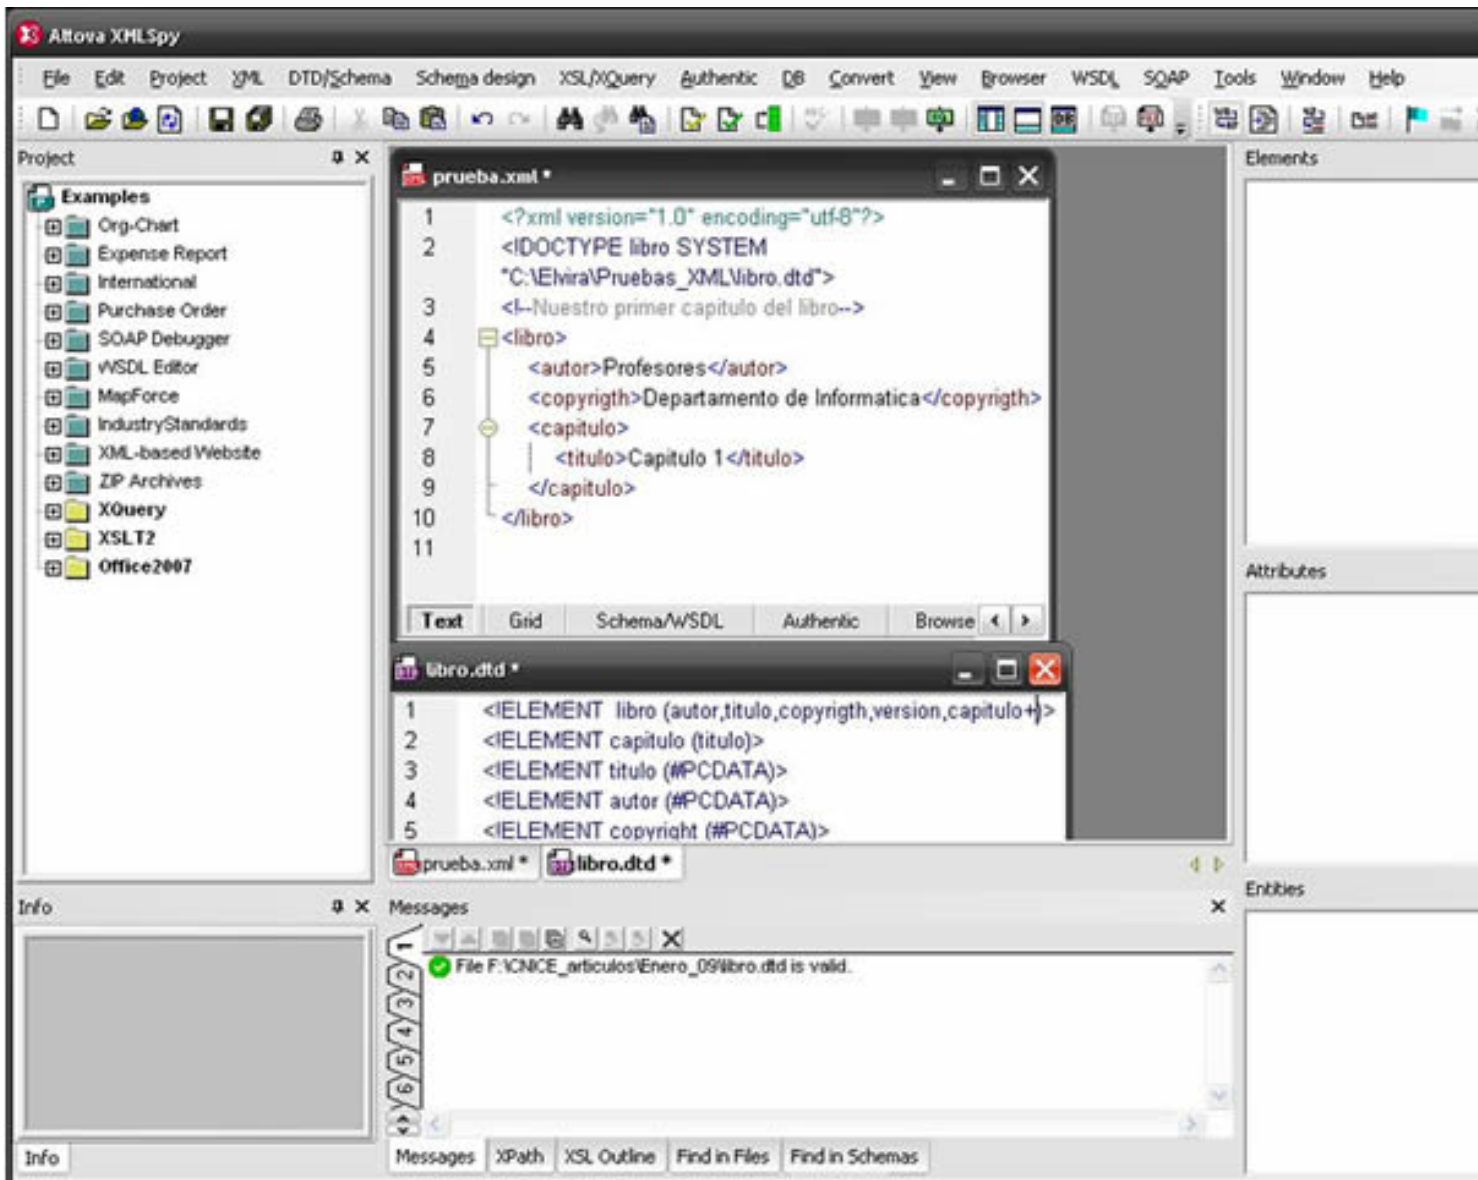 Altova XMLSpy
File Edit Project XML DTD/Schema Schema design XSL/XQuery Authentic DB Convert View Browser WSDL SOAP Tools Window Help
Project
Examples
Org-Chart
Expense Report
International
Purchase Order
SOAP Debugger
WSDL Editor
MapForce
IndustryStandards
XML-based Website
ZIP Archives
XQuery
XSLT2
Office2007
prueba.xml *
1 <?xml version="1.0" encoding="utf-8"?>
2 <!DOCTYPE libro SYSTEM
"C:\Elvira\Pruebas_XML\libro.dtd">
3 <!--Nuestro primer capitulo del libro-->
4 <libro>
5 <autor>Profesores</autor>
6 <copyrigth>Departamento de Informatica</copyrigth>
7 <capitulo>
8 <titulo>Capitulo 1</titulo>
9 </capitulo>
10 </libro>
11
Text Grid Schema/WSDL Authentic Browse
libro.dtd *
1 <!ELEMENT libro (autor,titulo,copyrigth,version,capitulo+)>
2 <!ELEMENT capitulo (titulo)>
3 <!ELEMENT titulo (#PCDATA)>
4 <!ELEMENT autor (#PCDATA)>
5 <!ELEMENT copyright (#PCDATA)>
prueba.xml * libro.dtd *
Elements
Attributes
Entities
Info
Messages
1
2
3
4
5
6
File F:\CNICE_articulos\Enero_09\libro.dtd is valid.
Info
Messages XPath XSL Outline Find in Files Find in Schemas